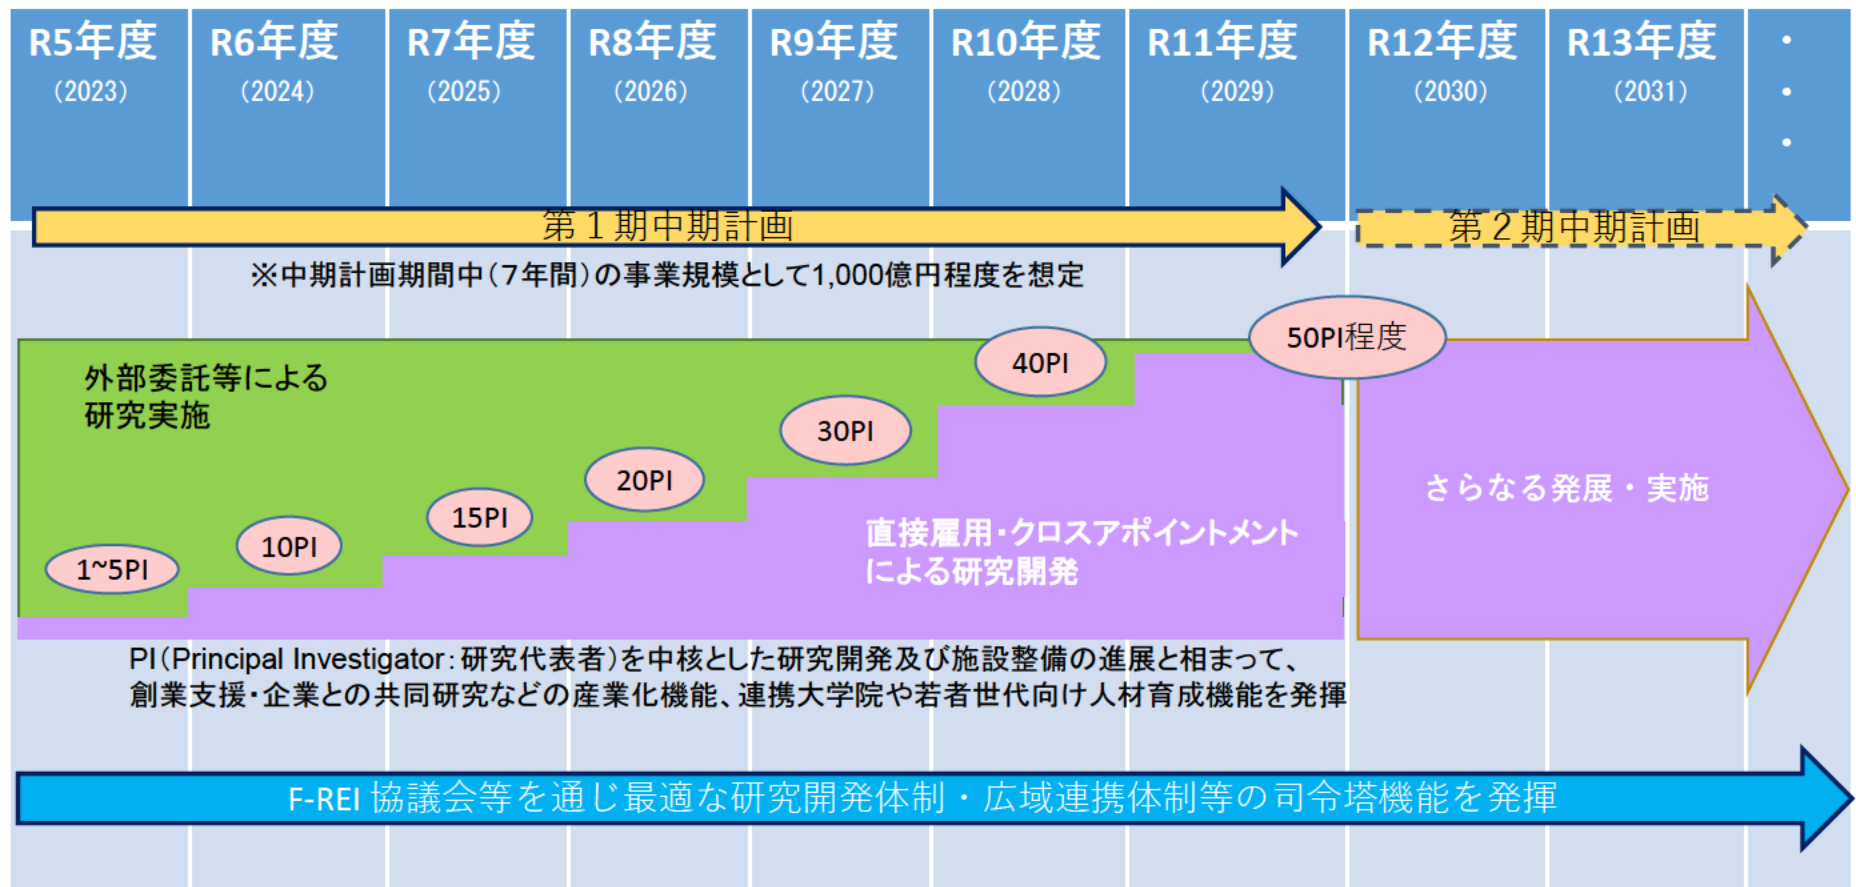 R5年度
（2023）
R6年度
（2024）
R7年度
（2025）
R8年度
（2026）
R9年度
（2027）
R10年度
（2028）
R11年度
（2029）
R12年度
（2030）
R13年度
（2031）
・
・
・
第１期中期計画
第２期中期計画
※中期計画期間中（７年間）の事業規模として1,000億円程度を想定
外部委託等による
研究実施
1~5PI
10PI
15PI
20PI
30PI
40PI
50PI程度
直接雇用・クロスアポイントメント
による研究開発
さらなる発展・実施
PI（Principal Investigator：研究代表者）を中核とした研究開発及び施設整備の進展と相まって、
創業支援・企業との共同研究などの産業化機能、連携大学院や若者世代向け人材育成機能を発揮
F-REI 協議会等を通じ最適な研究開発体制・広域連携体制等の司令塔機能を発揮